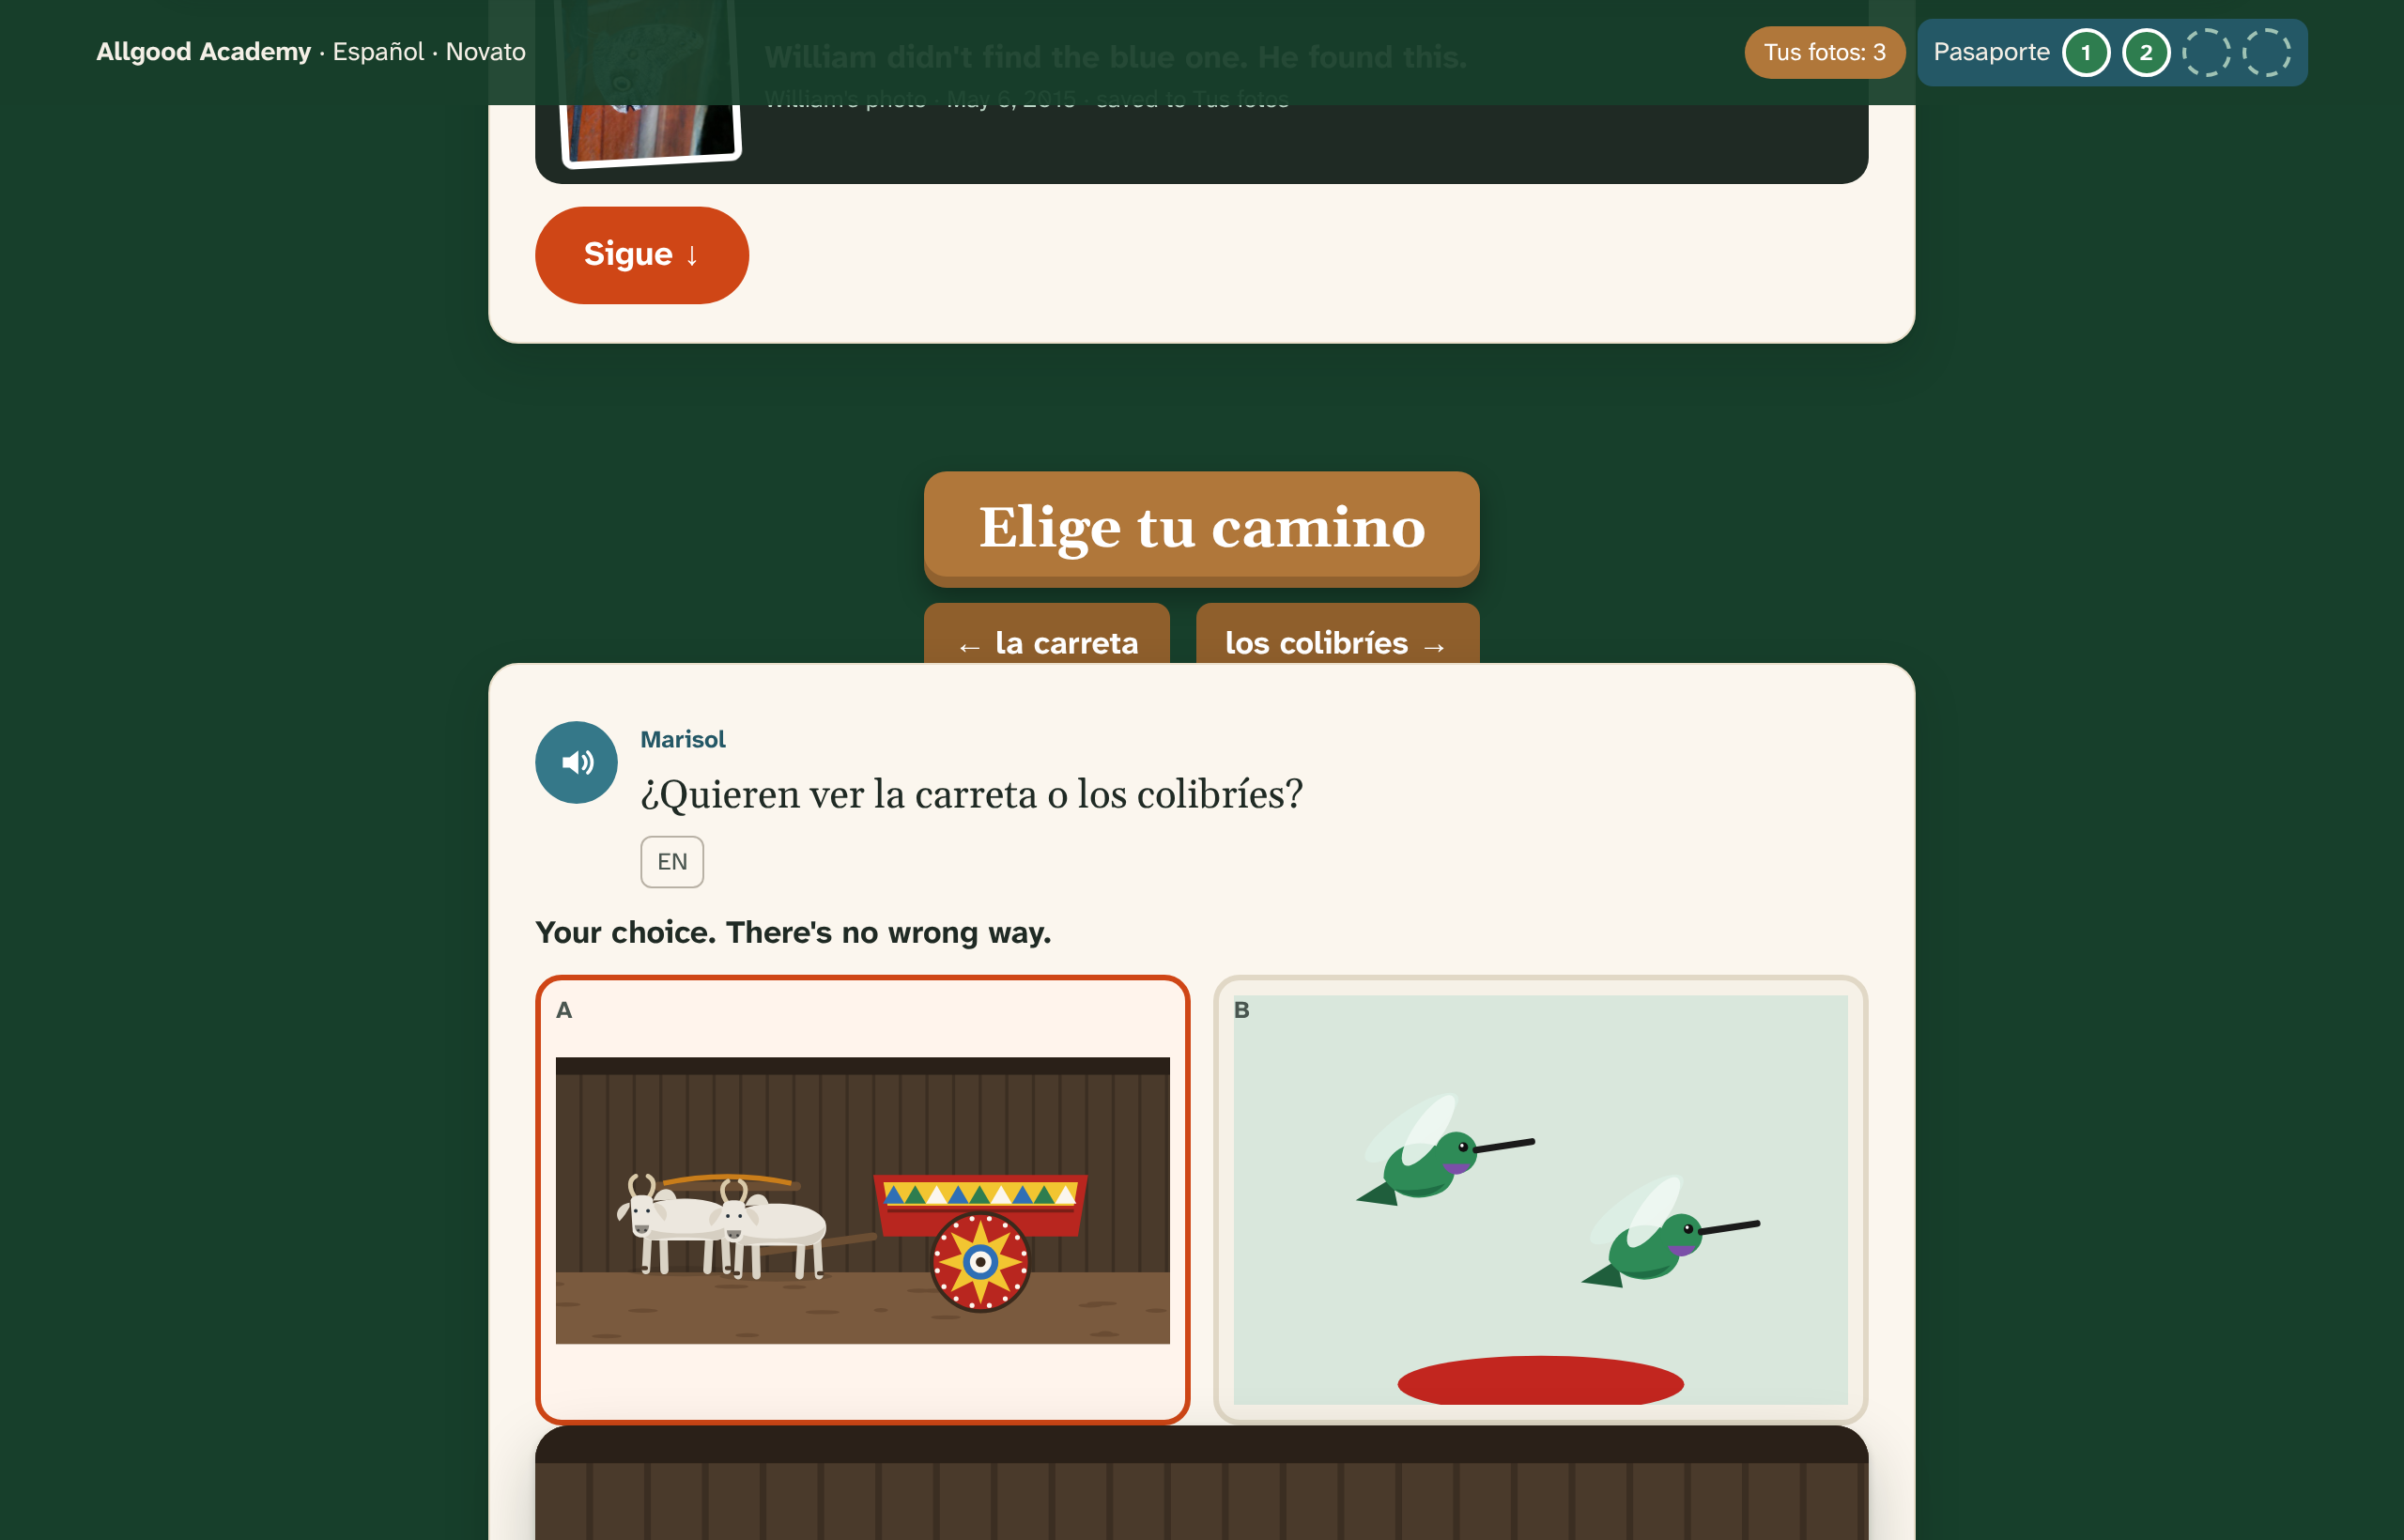 Allgood Academy · Español · Novato
Tus fotos: 3
Pasaporte 1 2
William didn't find the blue one. He found this.
William's photo · May 6, 2015 · saved to Tus fotos
Sigue ↓
Elige tu camino
← la carreta
los colibríes →
Marisol
¿Quieren ver la carreta o los colibríes?
EN
Your choice. There's no wrong way.
A
B